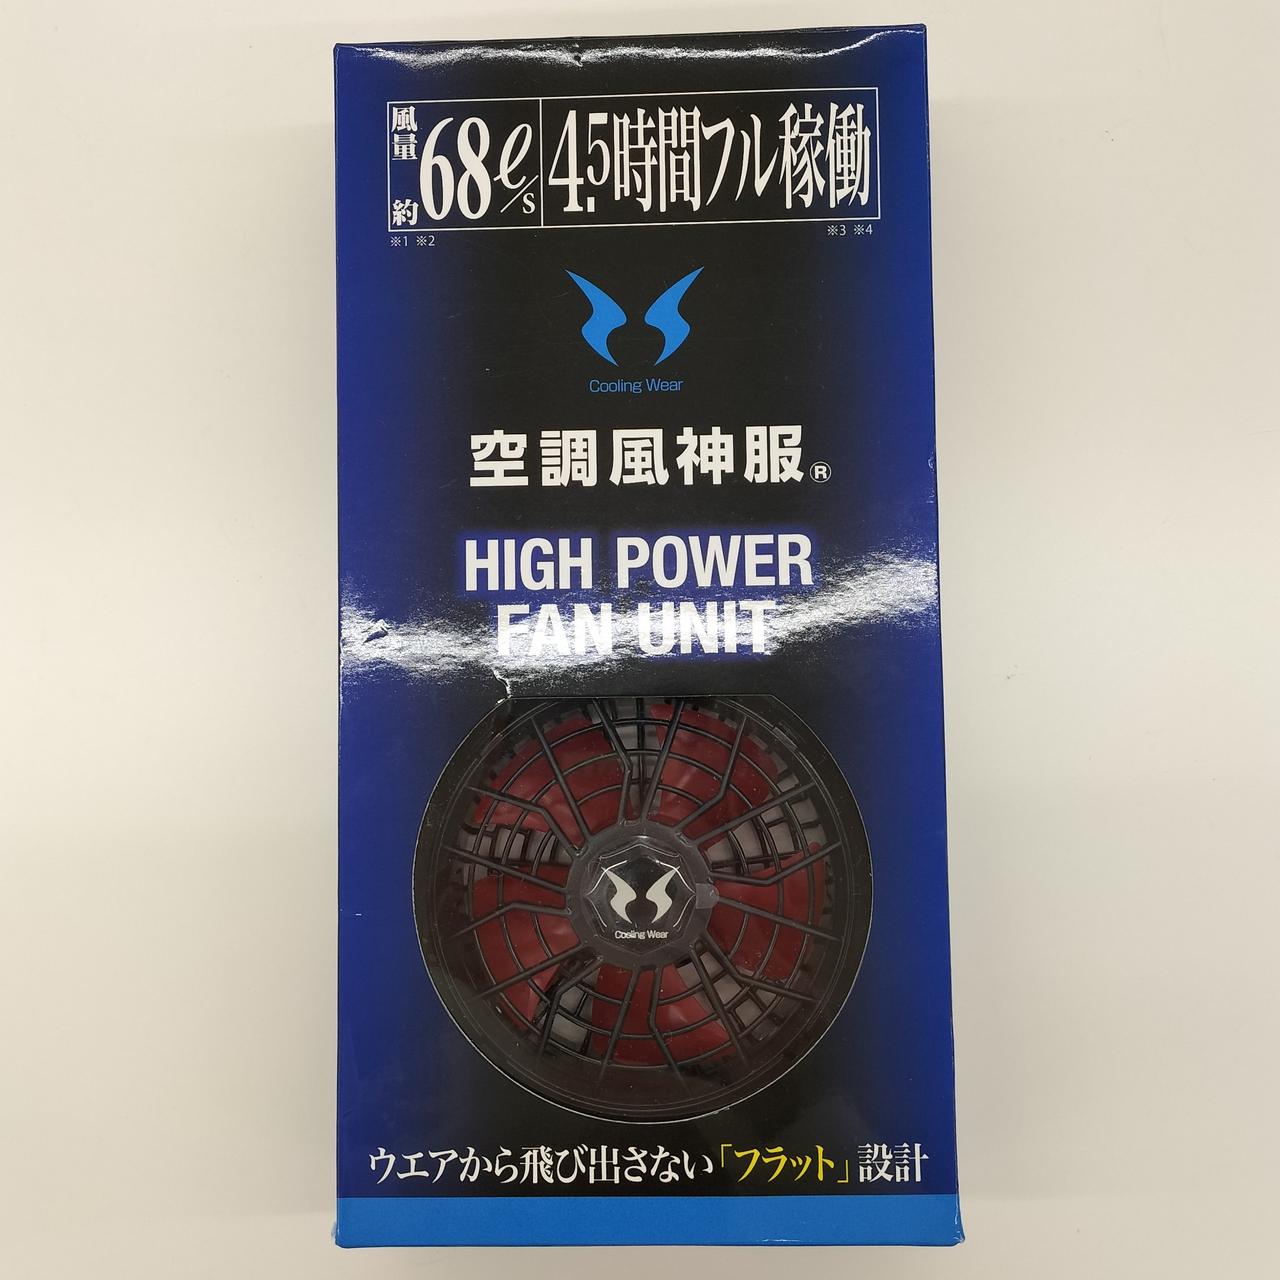 風量 約 68ℓ/s 4.5時間フル稼働
※1 ※2 ※3 ※4
Cooling Wear
空調風神服®
HIGH POWER
FAN UNIT
Cooling Wear
ウエアから飛び出さない「フラット」設計